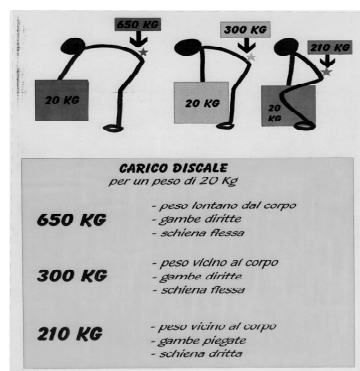 650 KG
300 KG
210 KG
20 KG
20 KG
20
KG
CARICO DISCALE
per un peso di 20 Kg
650 KG
- peso lontano dal corpo
- gambe diritte
- schiena flessa
300 KG
- peso vicino al corpo
- gambe diritte
- schiena flessa
210 KG
- peso vicino al corpo
- gambe piegate
- schiena dritta